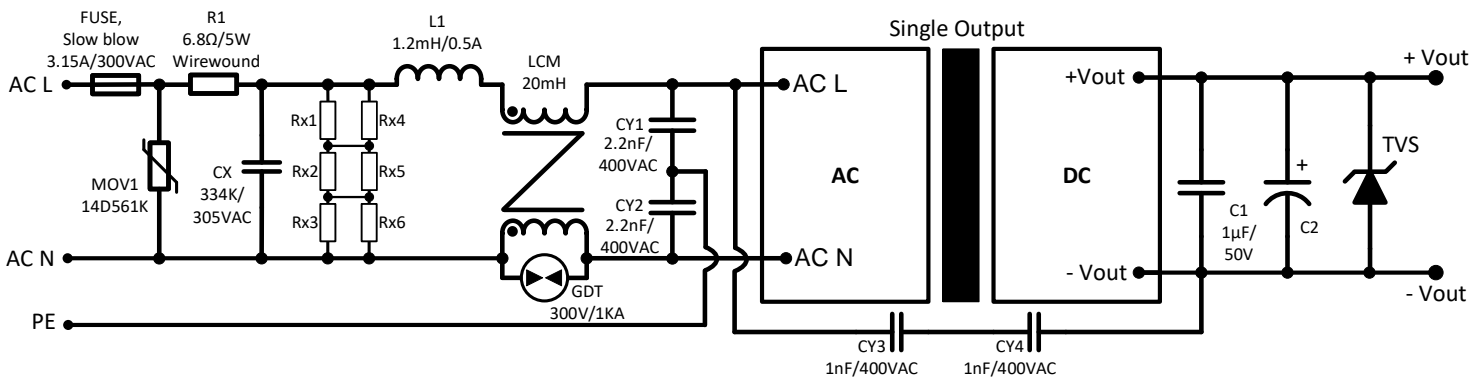 FUSE,
Slow blow
3.15A/300VAC
R1
6.8Ω/5W
Wirewound
L1
1.2mH/0.5A
LCM
20mH
Single Output
AC L
Rx1
Rx4
CY1
2.2nF/
400VAC
AC L
+Vout
+ Vout
MOV1
14D561K
CX
334K/
305VAC
Rx2
Rx5
AC
DC
TVS
Rx3
Rx6
CY2
2.2nF/
400VAC
C1
1µF/
50V
+
C2
AC N
AC N
- Vout
- Vout
GDT
300V/1KA
PE
CY3
1nF/400VAC
CY4
1nF/400VAC